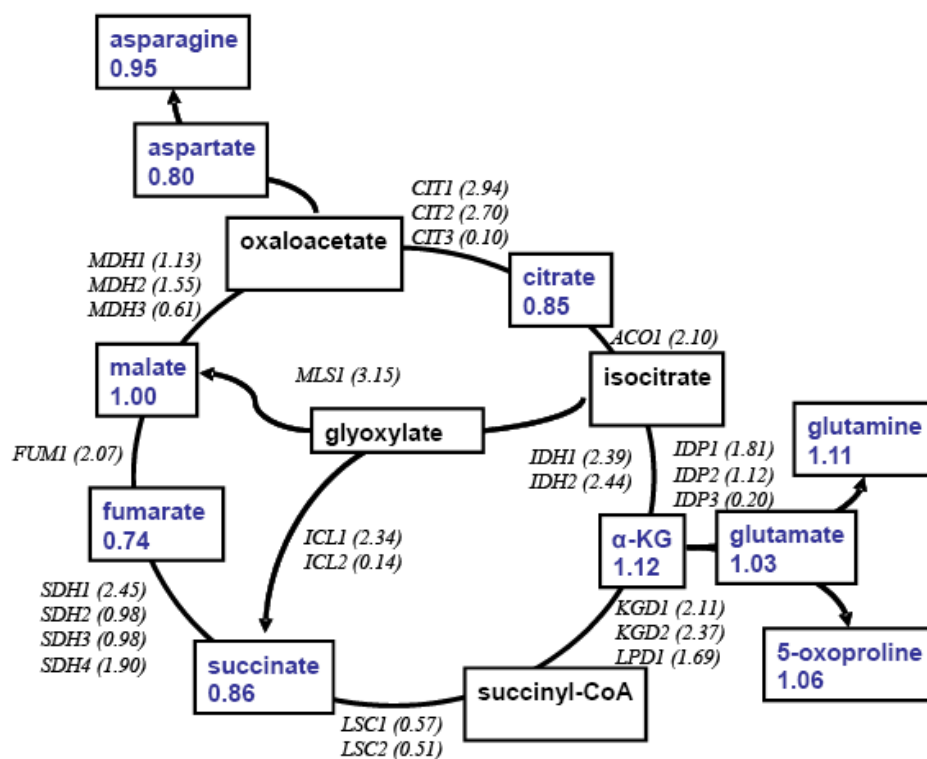 asparagine
0.95
aspartate
0.80
CIT1 (2.94)
CIT2 (2.70)
CIT3 (0.10)
oxaloacetate
MDH1 (1.13)
MDH2 (1.55)
MDH3 (0.61)
citrate
0.85
ACO1 (2.10)
malate
1.00
MLS1 (3.15)
isocitrate
glyoxylate
glutamine
1.11
FUM1 (2.07)
IDH1 (2.39)
IDH2 (2.44)
IDP1 (1.81)
IDP2 (1.12)
IDP3 (0.20)
fumarate
0.74
ICL1 (2.34)
ICL2 (0.14)
α-KG
1.12
glutamate
1.03
SDH1 (2.45)
SDH2 (0.98)
SDH3 (0.98)
SDH4 (1.90)
KGD1 (2.11)
KGD2 (2.37)
LPD1 (1.69)
succinate
0.86
succinyl-CoA
5-oxoproline
1.06
LSC1 (0.57)
LSC2 (0.51)